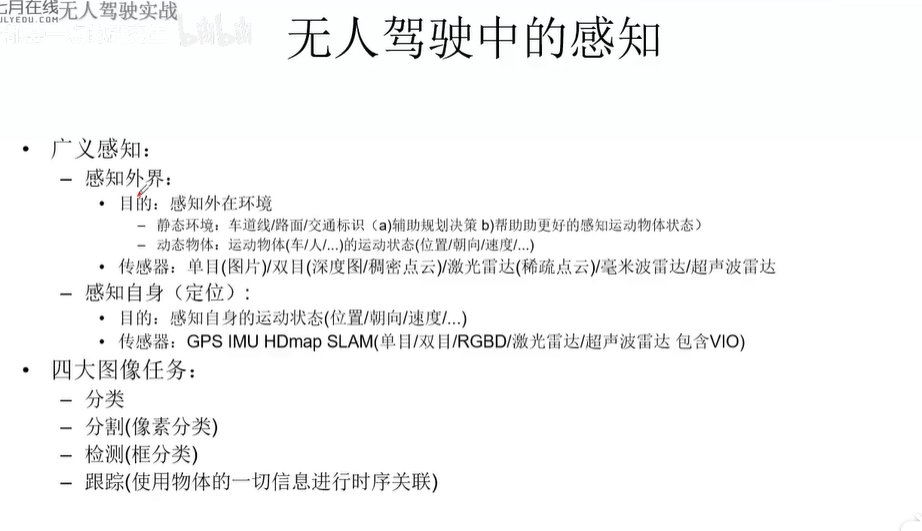 七月在线
JULYEDU.COM
无人驾驶实战
bilibili
无人驾驶中的感知
• 广义感知：
– 感知外界：
• 目的：感知外在环境
– 静态环境：车道线/路面/交通标识（a)辅助规划决策 b)帮助助更好的感知运动物体状态）
– 动态物体：运动物体(车/人/...)的运动状态(位置/朝向/速度/...)
• 传感器：单目(图片)/双目(深度图/稠密点云)/激光雷达(稀疏点云)/毫米波雷达/超声波雷达
– 感知自身（定位）:
• 目的：感知自身的运动状态(位置/朝向/速度/...)
• 传感器：GPS IMU HDmap SLAM(单目/双目/RGBD/激光雷达/超声波雷达 包含VIO)
• 四大图像任务：
– 分类
– 分割(像素分类)
– 检测(框分类)
– 跟踪(使用物体的一切信息进行时序关联)